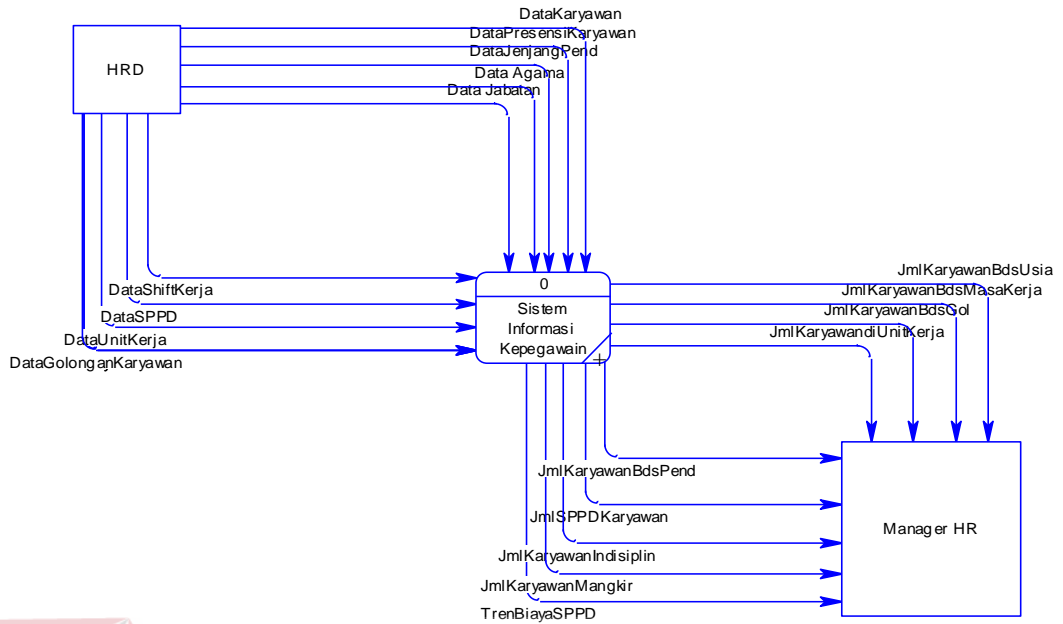 DataKaryawan
DataPresensiKaryawan
DataJenjangPend
Data Agama
Data Jabatan
HRD
DataShiftKerja
DataSPPD
DataUnitKerja
DataGolonganKaryawan
0
Sistem
Informasi
Kepegawain
+
JmlKaryawanBdsUsia
JmlKaryawanBdsMasaKerja
JmlKaryawanBdsGol
JmlKaryawandiUnitKerja
JmlKaryawanBdsPend
JmlSPPDKaryawan
JmlKaryawanIndisiplin
JmlKaryawanMangkir
TrenBiayaSPPD
Manager HR